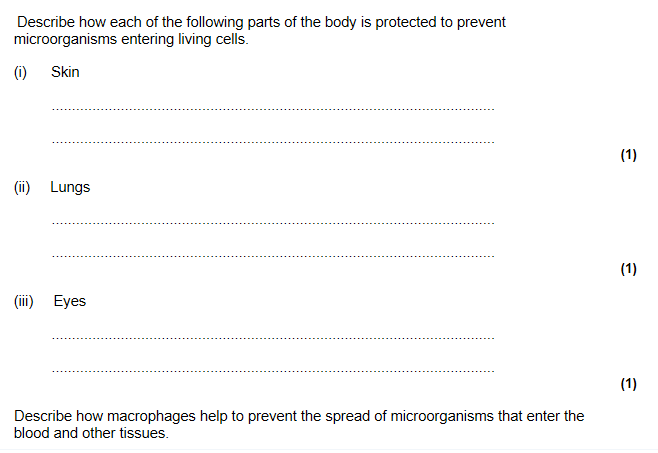 Describe how each of the following parts of the body is protected to prevent
microorganisms entering living cells.
(i) Skin
................................................................................................................
................................................................................................................
(1)
(ii) Lungs
................................................................................................................
................................................................................................................
(1)
(iii) Eyes
................................................................................................................
................................................................................................................
(1)
Describe how macrophages help to prevent the spread of microorganisms that enter the
blood and other tissues.